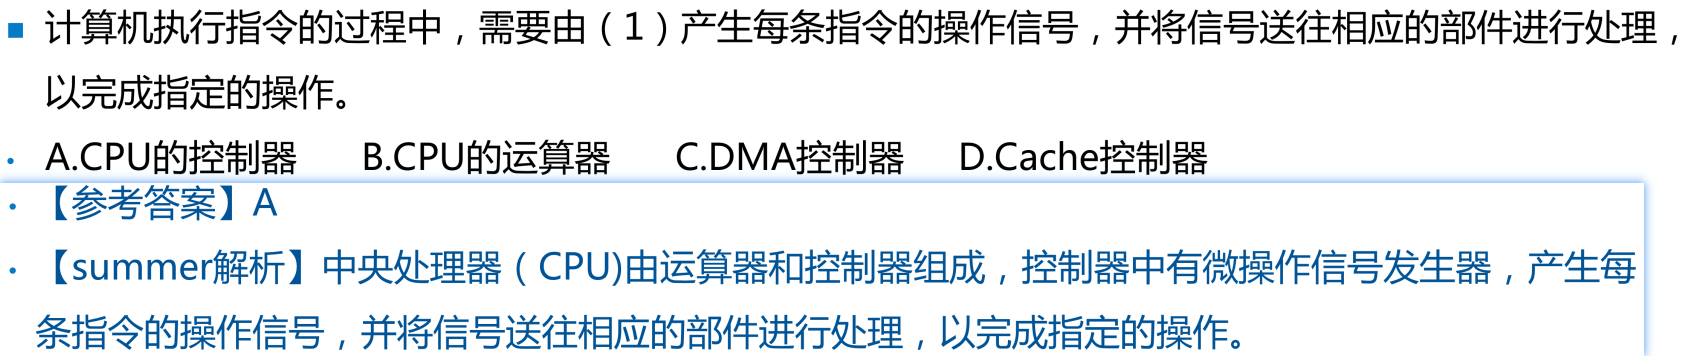 ■ 计算机执行指令的过程中，需要由（1）产生每条指令的操作信号，并将信号送往相应的部件进行处理，
以完成指定的操作。
• A.CPU的控制器 B.CPU的运算器 C.DMA控制器 D.Cache控制器
• 【参考答案】A
• 【summer解析】中央处理器（CPU)由运算器和控制器组成，控制器中有微操作信号发生器，产生每
条指令的操作信号，并将信号送往相应的部件进行处理，以完成指定的操作。